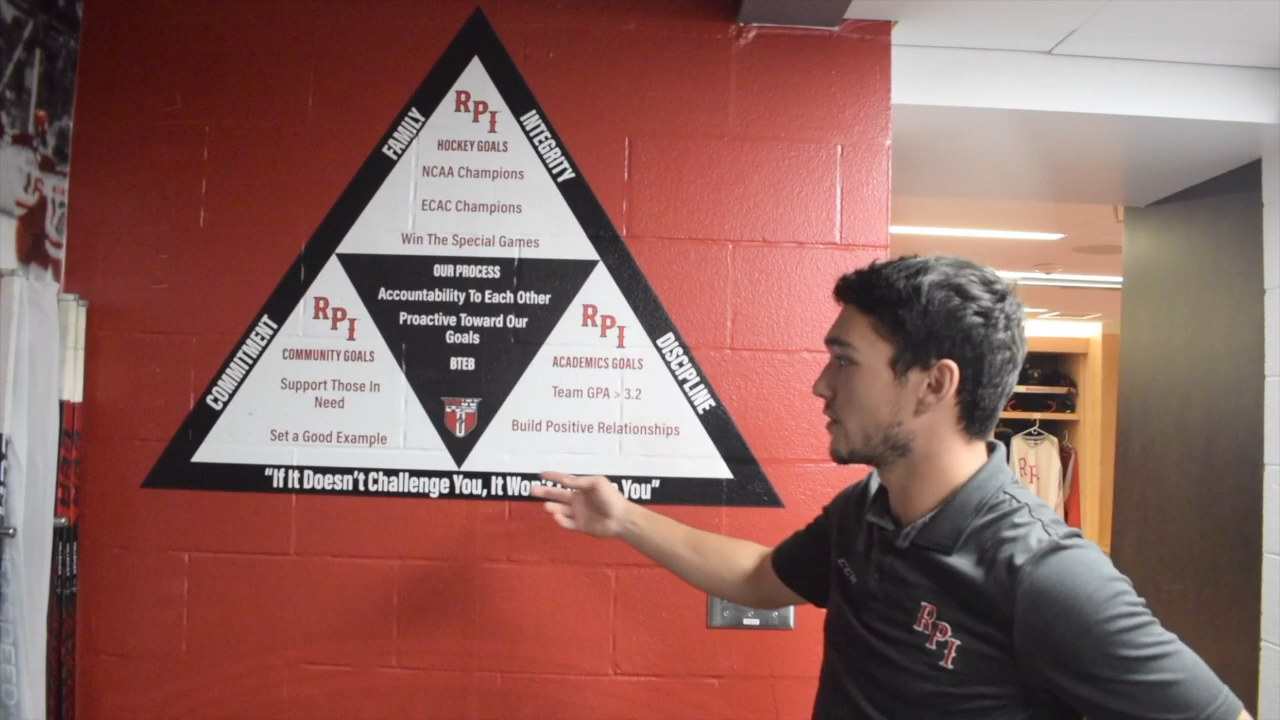 FAMILY
INTEGRITY
RPI
HOCKEY GOALS
NCAA Champions
ECAC Champions
Win The Special Games
OUR PROCESS
Accountability To Each Other
Proactive Toward Our
Goals
BTEB
COMMITMENT
RPI
COMMUNITY GOALS
Support Those In
Need
Set a Good Example
DISCIPLINE
RPI
ACADEMICS GOALS
Team GPA > 3.2
Build Positive Relationships
"If It Doesn't Challenge You, It Won't You"
CCM
RPI